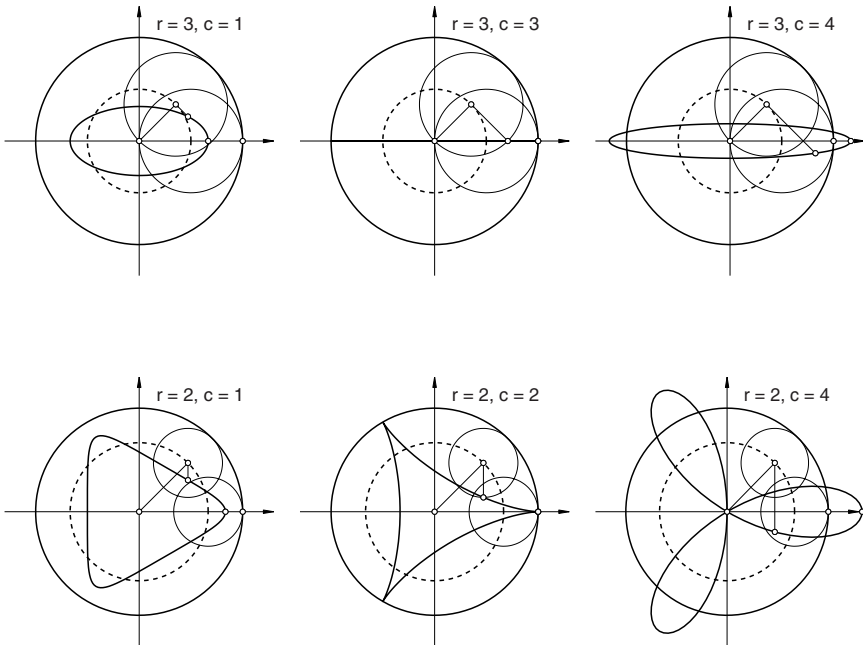 r = 3, c = 1
r = 3, c = 3
r = 3, c = 4
r = 2, c = 1
r = 2, c = 2
r = 2, c = 4